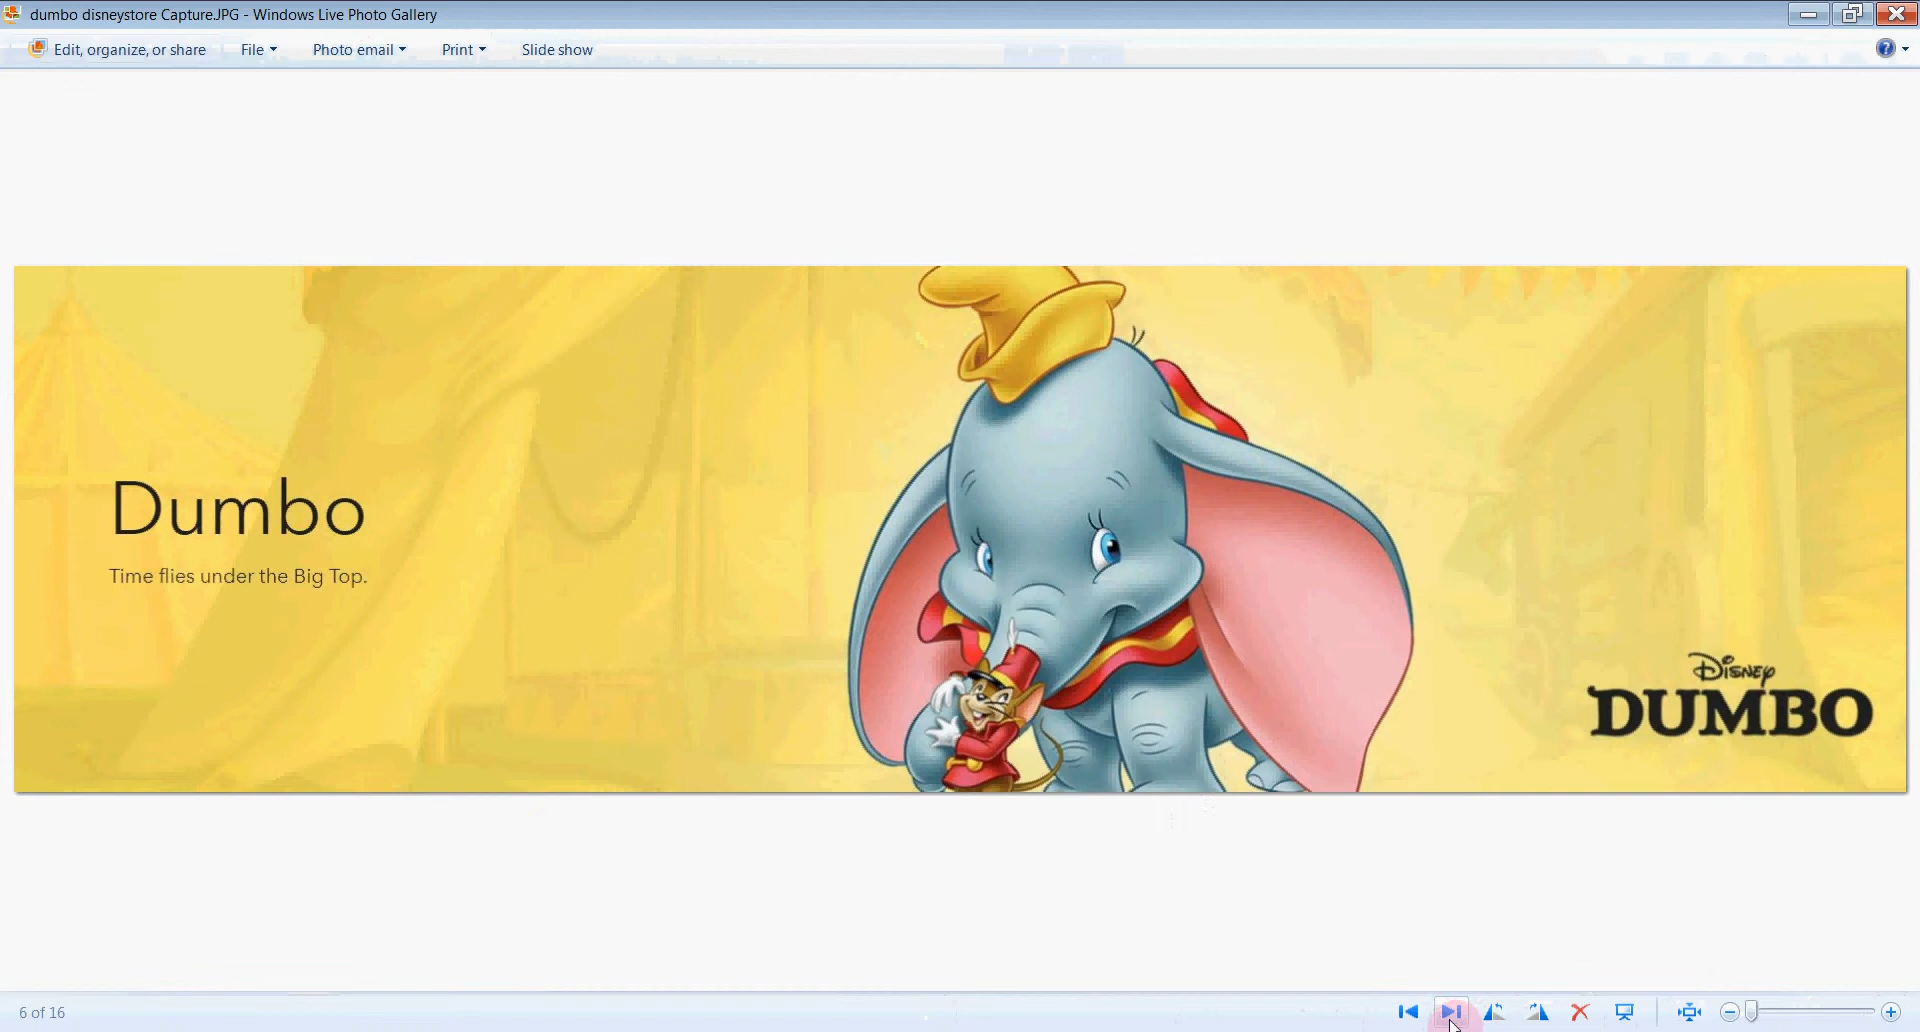 dumbo disneystore Capture.JPG - Windows Live Photo Gallery
Edit, organize, or share File Photo email Print Slide show
Dumbo
Time flies under the Big Top.
Disney
DUMBO
6 of 16